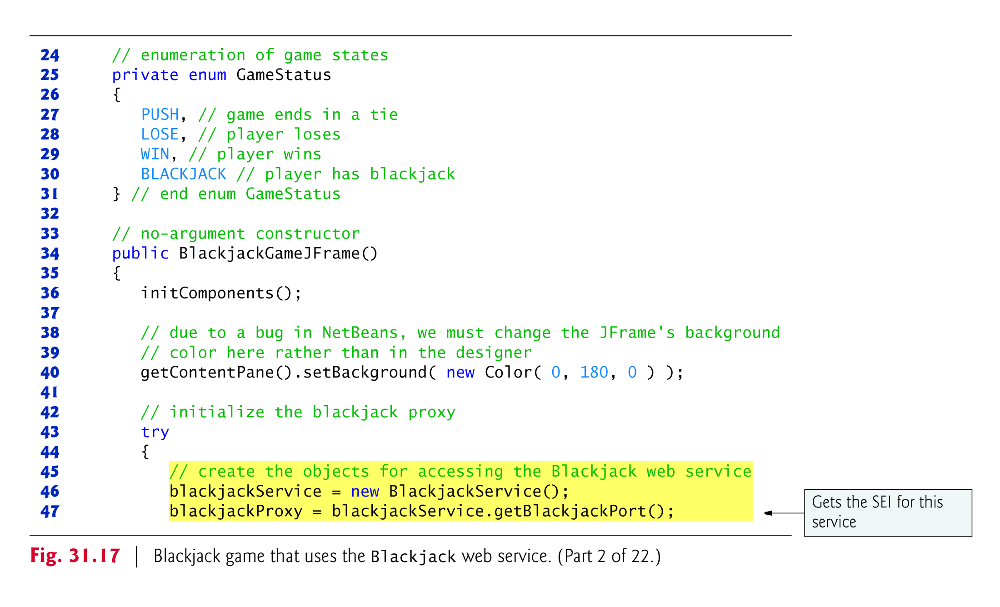 24 // enumeration of game states
25 private enum GameStatus
26 {
27 PUSH, // game ends in a tie
28 LOSE, // player loses
29 WIN, // player wins
30 BLACKJACK // player has blackjack
31 } // end enum GameStatus
32
33 // no-argument constructor
34 public BlackjackGameJFrame()
35 {
36 initComponents();
37
38 // due to a bug in NetBeans, we must change the JFrame's background
39 // color here rather than in the designer
40 getContentPane().setBackground( new Color( 0, 180, 0 ) );
41
42 // initialize the blackjack proxy
43 try
44 {
45 // create the objects for accessing the Blackjack web service
46 blackjackService = new BlackjackService();
47 blackjackProxy = blackjackService.getBlackjackPort();
Gets the SEI for this
service
Fig. 31.17 | Blackjack game that uses the Blackjack web service. (Part 2 of 22.)